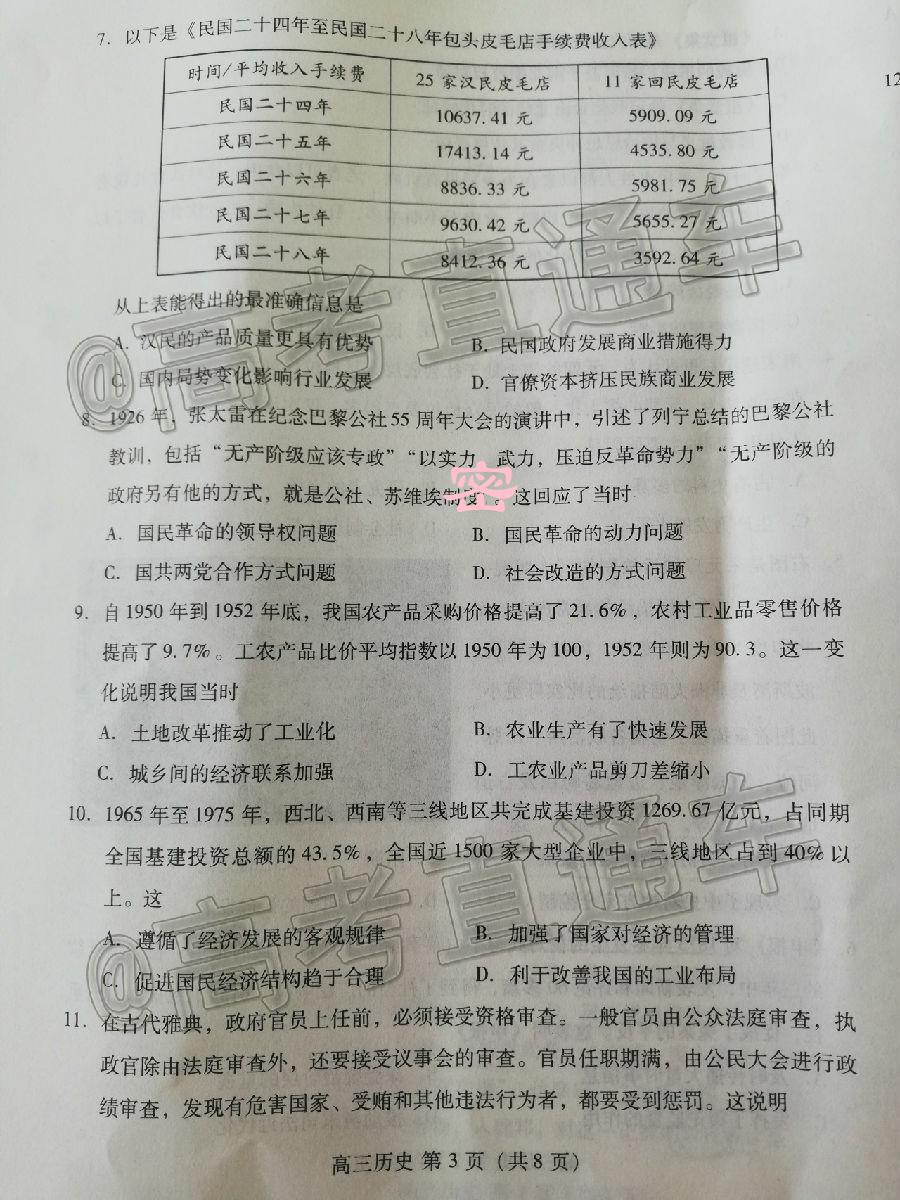 7. 以下是《民国二十四年至民国二十八年包头皮毛店手续费收入表》
时间/平均收入手续费 25 家汉民皮毛店 11 家回民皮毛店
民国二十四年 10637.41 元 5909.09 元
民国二十五年 17413.14 元 4535.80 元
民国二十六年 8836.33 元 5981.75 元
民国二十七年 9630.42 元 5655.27 元
民国二十八年 8412.36 元 3592.64 元
从上表能得出的最准确信息是
A. 汉民的产品质量更具有优势 B. 民国政府发展商业措施得力
C. 国内局势变化影响行业发展 D. 官僚资本挤压民族商业发展
8. 1926 年，张太雷在纪念巴黎公社 55 周年大会的演讲中，引述了列宁总结的巴黎公社
教训，包括“无产阶级应该专政”“以实力 武力，压迫反革命势力”“无产阶级的
政府另有他的方式，就是公社、苏维埃制度”。这回应了当时
密
A. 国民革命的领导权问题 B. 国民革命的动力问题
C. 国共两党合作方式问题 D. 社会改造的方法问题
9. 自 1950 年到 1952 年底，我国农产品采购价格提高了 21.6%，农村工业品零售价格
提高了 9.7%。工农产品比价平均指数以 1950 年为 100，1952 年则为 90.3。这一变
化说明我国当时
A. 土地改革推动了工业化 B. 农业生产有了快速发展
C. 城乡间的经济联系加强 D. 工农业产品剪刀差缩小
10. 1965 年至 1975 年，西北、西南等三线地区共完成基建投资 1269.67 亿元，占同期
全国基建投资总额的 43.5%，全国近 1500 家大型企业中，三线地区占到 40% 以
上。这
A. 遵循了经济发展的客观规律 B. 加强了国家对经济的管理
C. 促进国民经济结构趋于合理 D. 利于改善我国的工业布局
11. 在古代雅典，政府官员上任前，必须接受资格审查。一般官员由公众法庭审查，执
政官除由法庭审查外，还要接受议事会的审查。官员任职期满，由公民大会进行政
绩审查，发现有危害国家、受贿和其他违法行为者，都要受到惩罚。这说明
高三历史 第 3 页（共 8 页）
12
@高考直通车
@高考直通车